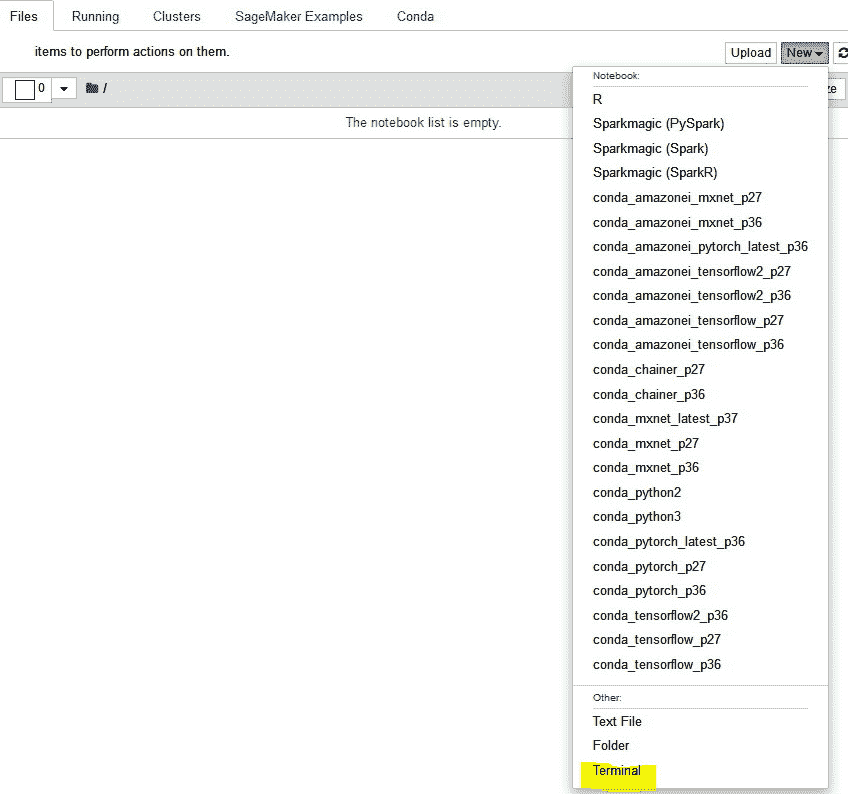 Files Running Clusters SageMaker Examples Conda
items to perform actions on them.
Upload New
0 /
ze
The notebook list is empty.
Notebook:
R
Sparkmagic (PySpark)
Sparkmagic (Spark)
Sparkmagic (SparkR)
conda_amazonei_mxnet_p27
conda_amazonei_mxnet_p36
conda_amazonei_pytorch_latest_p36
conda_amazonei_tensorflow2_p27
conda_amazonei_tensorflow2_p36
conda_amazonei_tensorflow_p27
conda_amazonei_tensorflow_p36
conda_chainer_p27
conda_chainer_p36
conda_mxnet_latest_p37
conda_mxnet_p27
conda_mxnet_p36
conda_python2
conda_python3
conda_pytorch_latest_p36
conda_pytorch_p27
conda_pytorch_p36
conda_tensorflow2_p36
conda_tensorflow_p27
conda_tensorflow_p36
Other:
Text File
Folder
Terminal